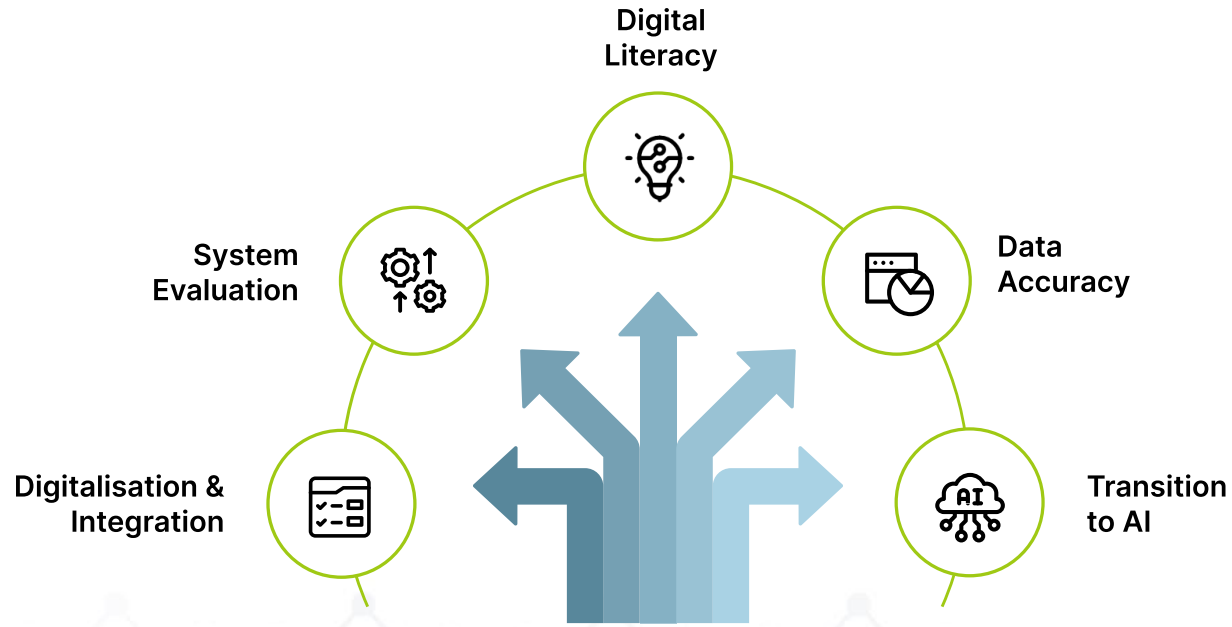 Digital
Literacy
System
Evaluation
Data
Accuracy
Digitalisation &
Integration
AI
Transition
to AI